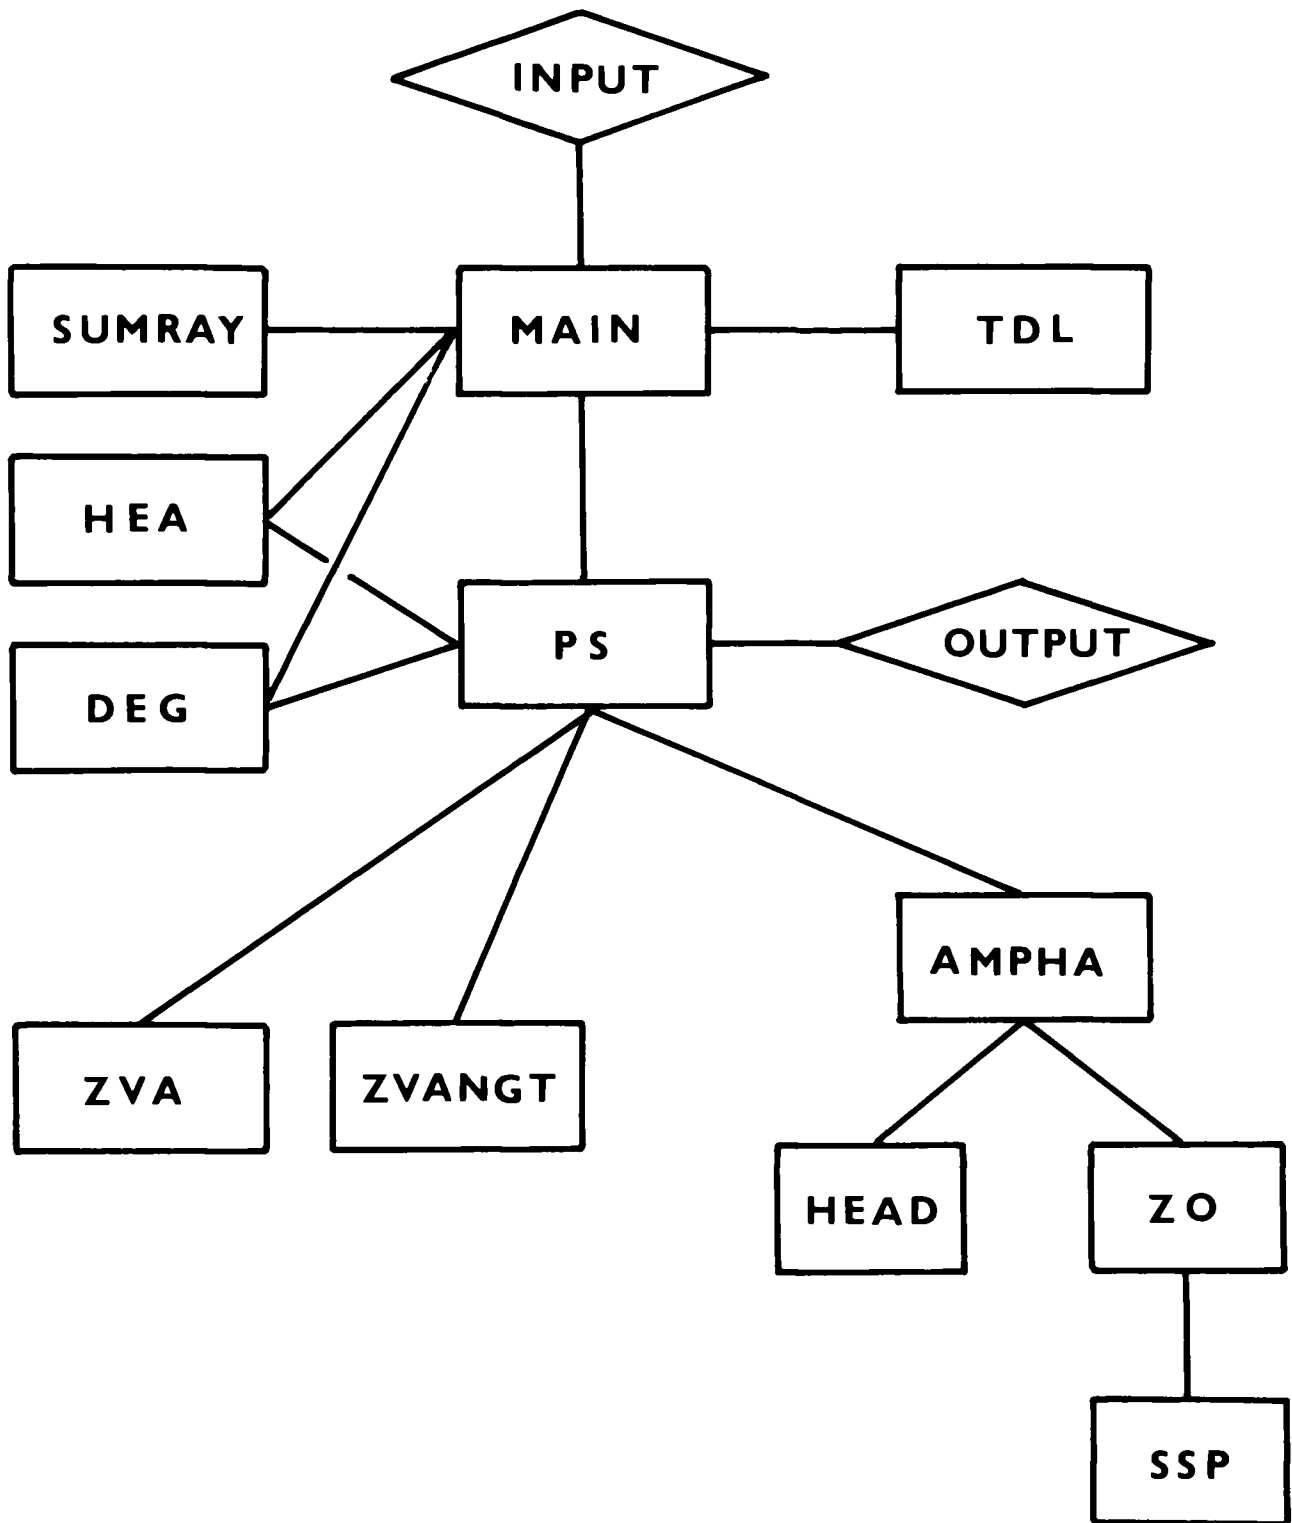 INPUT
SUMRAY
MAIN
TDL
HEA
PS
OUTPUT
DEG
AMPHA
ZVA
ZVANGT
HEAD
ZO
SSP